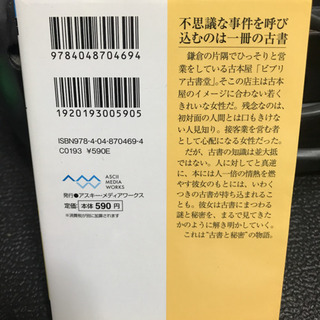 9784048704694
1920193005905
ISBN978-4-04-870469-4
C0193 ¥590E
ASCII
MEDIA
WORKS
発行●アスキー・メディアワークス
定価:本体590円
※消費税が別に加算されます
不思議な事件を呼び
込むのは一冊の古書
鎌倉の片隅でひっそりと営
業をしている古本屋「ビブリ
ア古書堂」。そこの店主は古本
屋のイメージに合わない若く
きれいな女性だ。残念なのは、
初対面の人間とは口もきけな
い人見知り。接客業を営む者
として心配になる女性だった。
だが、古書の知識は並大抵
ではない。人に対してと真逆
に、本には人一倍の情熱を燃
やす彼女のもとには、いわく
つきの古書が持ち込まれるこ
とも。彼女は古書にまつわる
謎と秘密を、まるで見てきた
かのように解き明かしていく。
これは“古書と秘密”の物語。